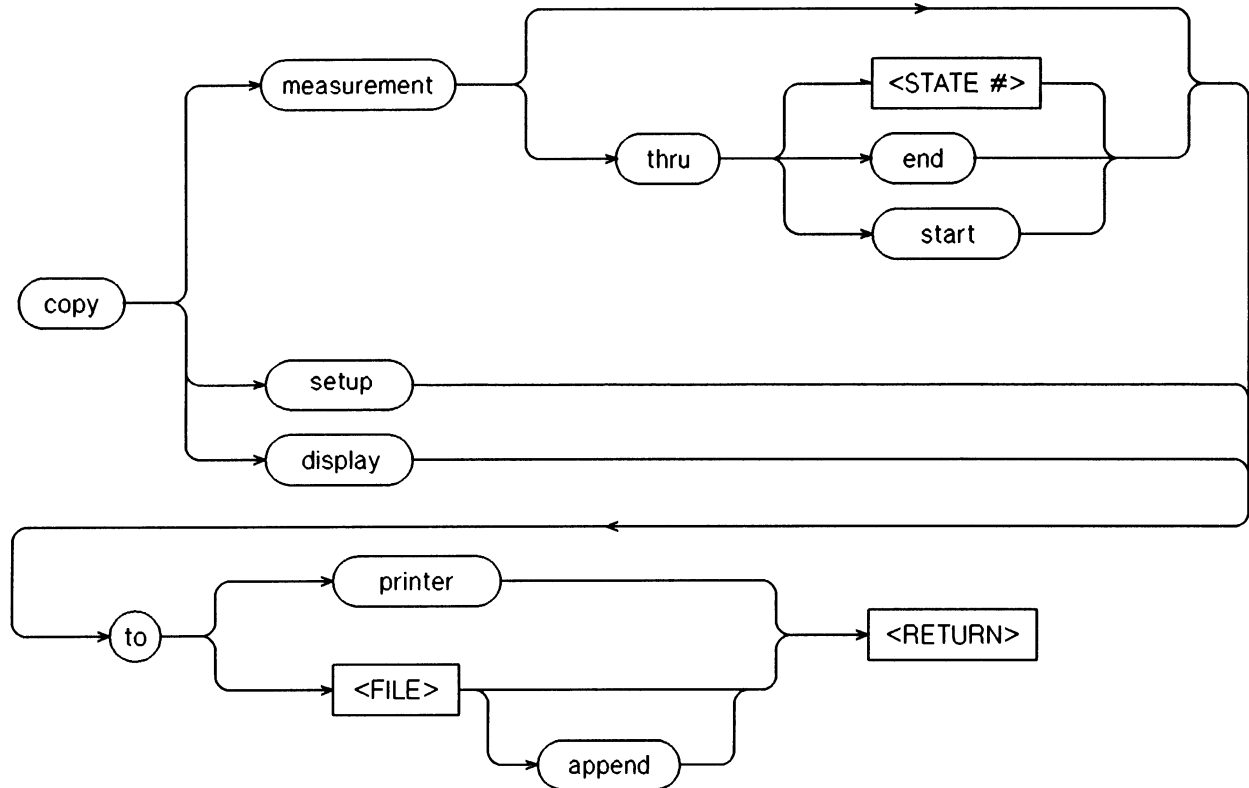 measurement
<STATE #>
thru
end
start
copy
setup
display
printer
to
<RETURN>
<FILE>
append